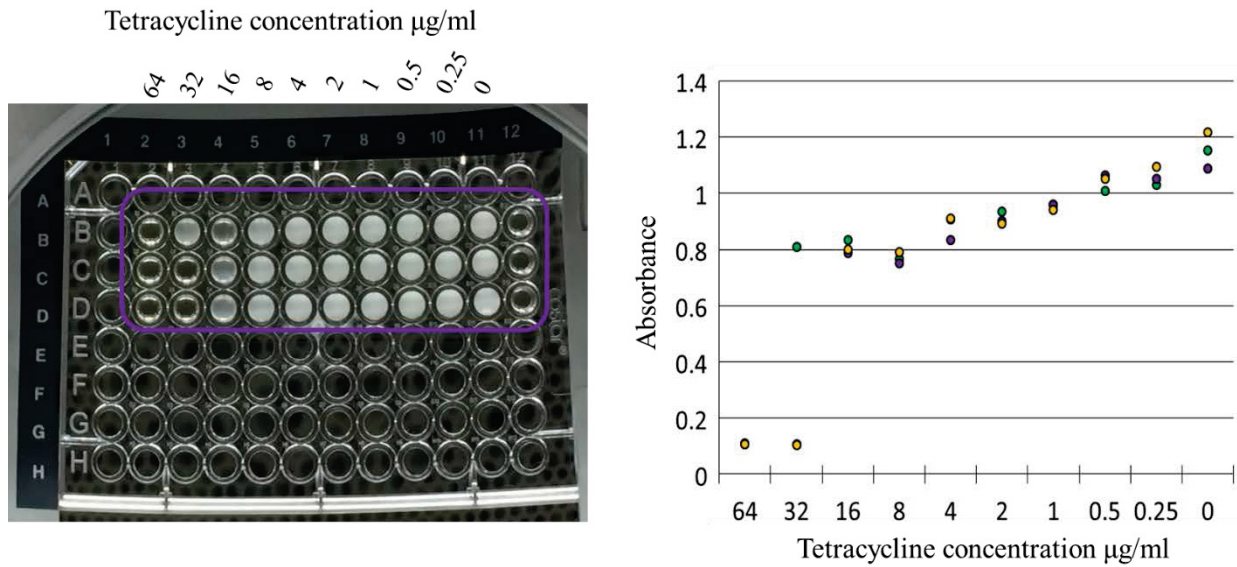 Tetracycline concentration µg/ml
64 32 16 8 4 2 1 0.5 0.25 0
1 2 3 4 5 6 7 8 9 10 11 12
A A
B B
C C
D D
E E
F F
G G
H H
1.4
1.2
1
0.8
0.6
0.4
0.2
0
Absorbance
64 32 16 8 4 2 1 0.5 0.25 0
Tetracycline concentration µg/ml